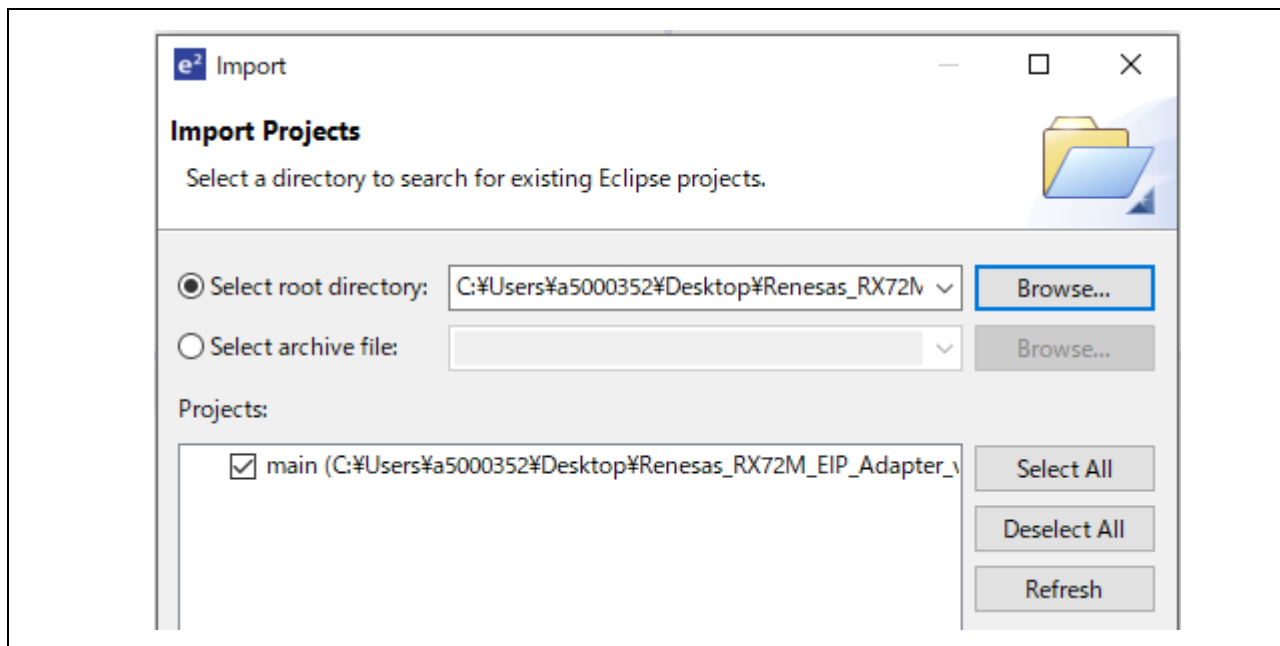 e² Import
Import Projects
Select a directory to search for existing Eclipse projects.
Select root directory: C:¥Users¥a5000352¥Desktop¥Renesas_RX72M Browse...
Select archive file: Browse...
Projects:
main (C:¥Users¥a5000352¥Desktop¥Renesas_RX72M_EIP_Adapter_v Select All
Deselect All
Refresh